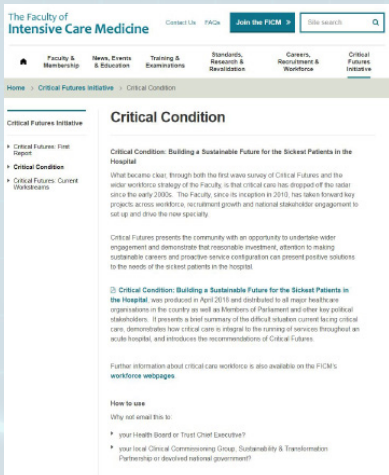 The Faculty of
Intensive Care Medicine
Contact Us FAQs Join the FICM > Site search
Faculty & Membership
News, Events & Education
Training & Examinations
Standards, Research & Revalidation
Careers, Recruitment & Workforce
Critical Futures Initiative
Home > Critical Futures Initiative > Critical Condition
Critical Futures Initiative
Critical Futures: First
Report
Critical Condition
Critical Futures: Current
Workstreams
Critical Condition
Critical Condition: Building a Sustainable Future for the Sickest Patients in the
Hospital
What became clear, through both the first wave survey of Critical Futures and the
wider workforce strategy of the Faculty, is that critical care has dropped off the radar
since the early 2000s. The Faculty, since its inception in 2010, has taken forward key
projects across workforce, recruitment growth and national stakeholder engagement to
set up and drive the new specialty.
Critical Futures presents the community with an opportunity to undertake wider
engagement and demonstrate that reasonable investment, attention to making
sustainable careers and proactive service configuration can present positive solutions
to the needs of the sickest patients in the hospital.
Critical Condition: Building a Sustainable Future for the Sickest Patients in
the Hospital, was produced in April 2018 and distributed to all major healthcare
organisations in the country as well as Members of Parliament and other key political
stakeholders. It presents a brief summary of the difficult situation current facing critical
care, demonstrates how critical care is integral to the running of services throughout an
acute hospital, and introduces the recommendations of Critical Futures.
Further information about critical care workforce is also available on the FICM's
workforce webpages.
How to use
Why not email this to:
your Health Board or Trust Chief Executive?
your local Clinical Commissioning Group, Sustainability & Transformation
Partnership or devolved national government?